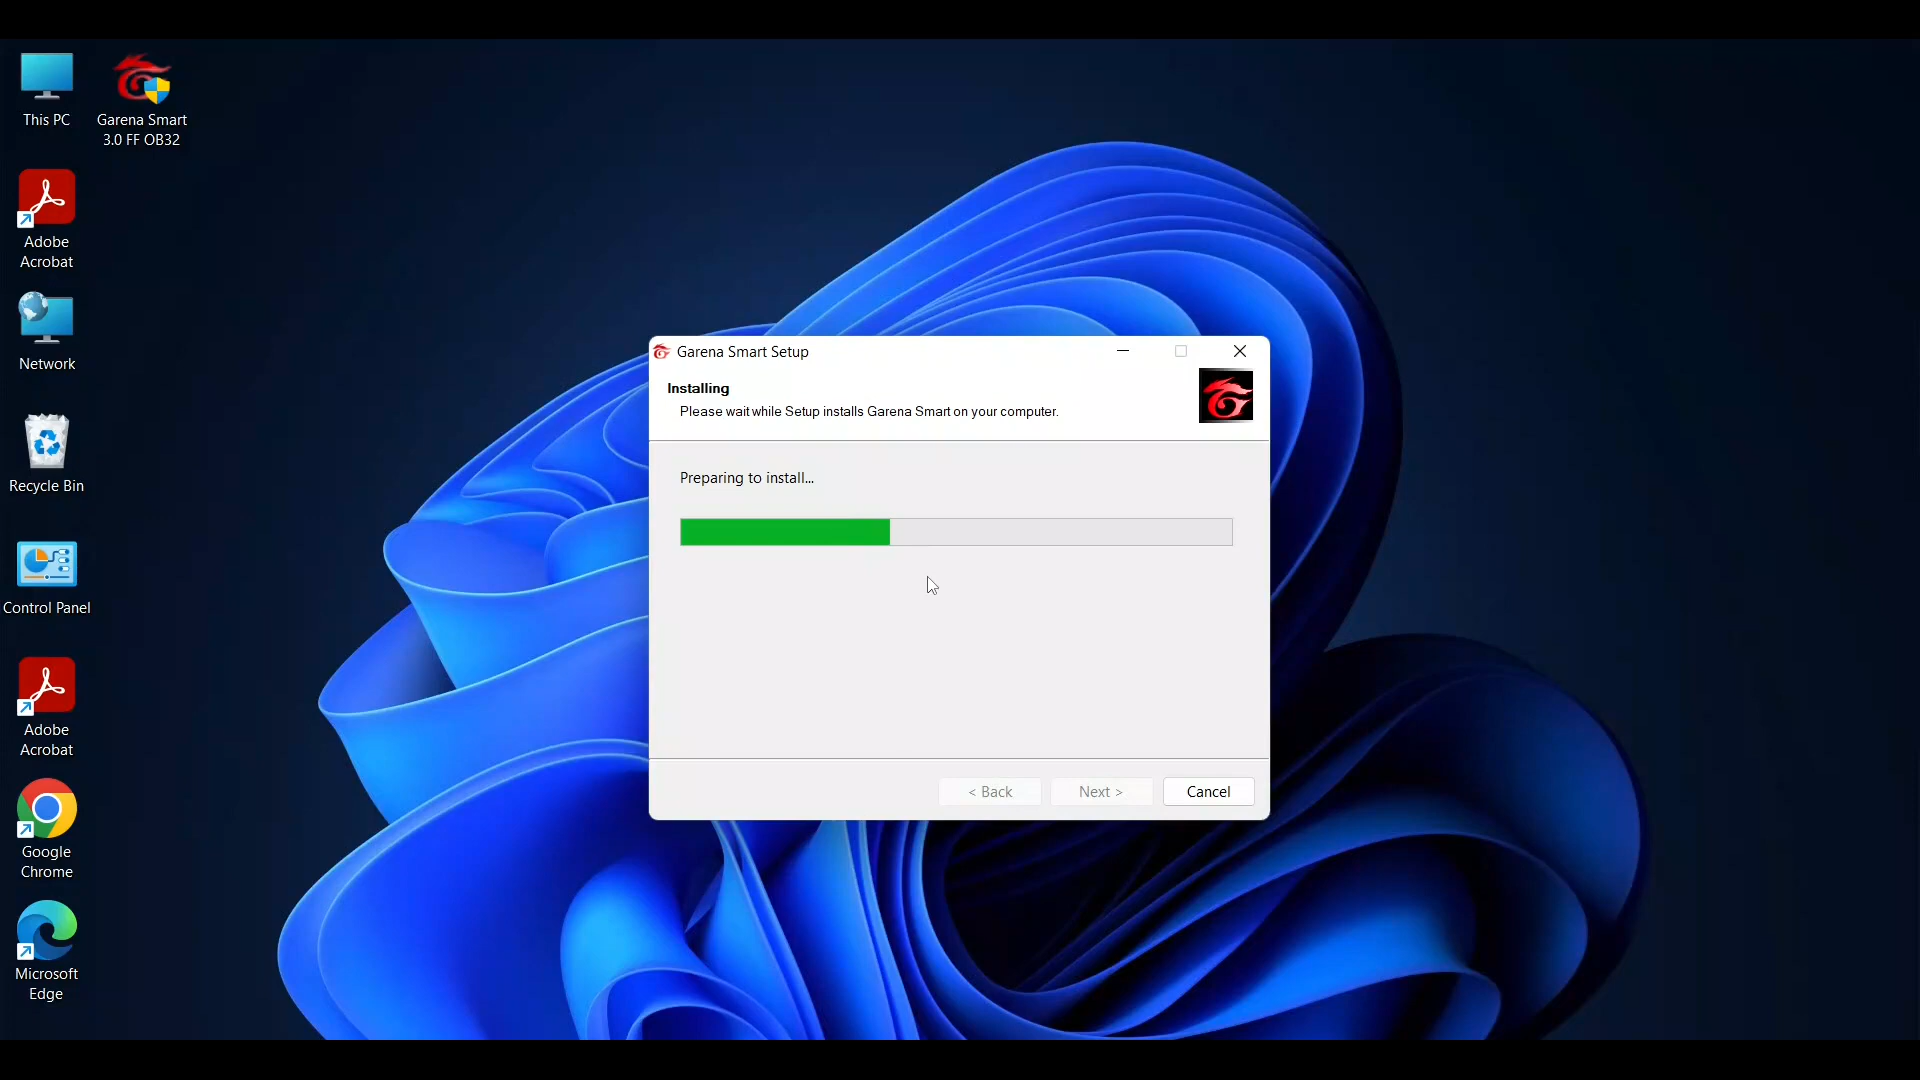 This PC
Garena Smart
3.0 FF OB32
Adobe
Acrobat
Network
Recycle Bin
Control Panel
Adobe
Acrobat
Google
Chrome
Microsoft
Edge
Garena Smart Setup
Installing
Please wait while Setup installs Garena Smart on your computer.
Preparing to install...
< Back
Next >
Cancel